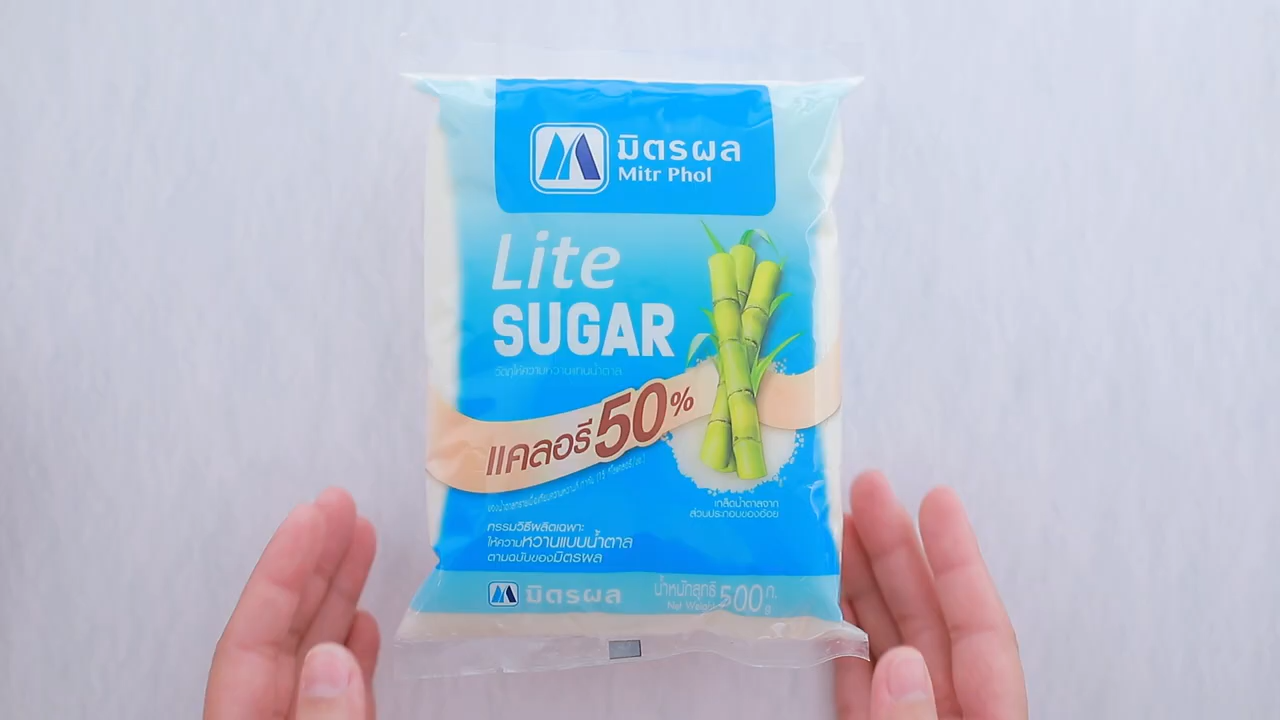 มิตรผล
Mitr Phol
Lite
SUGAR
วัตถุให้ความหวานแทนน้ำตาล
แคลอรี 50%
เกล็ดน้ำตาลจาก
ส่วนประกอบของอ้อย
กรรมวิธีผลิตเฉพาะ
ให้ความหวานแบบน้ำตาล
ตามฉบับของมิตรผล
มิตรผล
น้ำหนักสุทธิ 500 ก.
Net Weight g